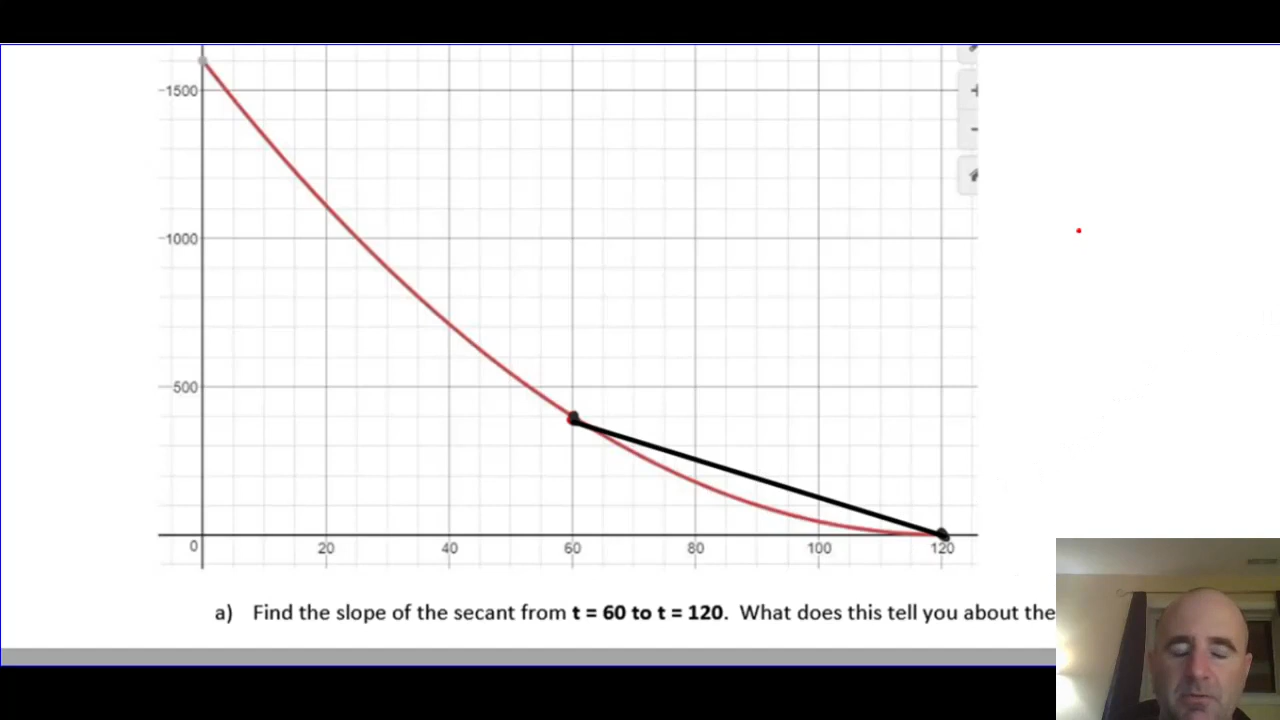 1500
1000
500
0 20 40 60 80 100 120
a) Find the slope of the secant from t = 60 to t = 120. What does this tell you about the